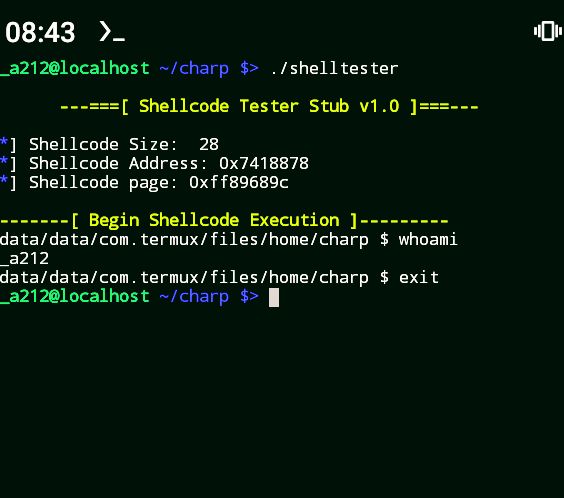 08:43 ❯_
_a212@localhost ~/charp $> ./shelltester
---===[ Shellcode Tester Stub v1.0 ]===---
*] Shellcode Size:  28
*] Shellcode Address: 0x7418878
*] Shellcode page: 0xff89689c
-------[ Begin Shellcode Execution ]---------
data/data/com.termux/files/home/charp $ whoami
_a212
data/data/com.termux/files/home/charp $ exit
_a212@localhost ~/charp $>